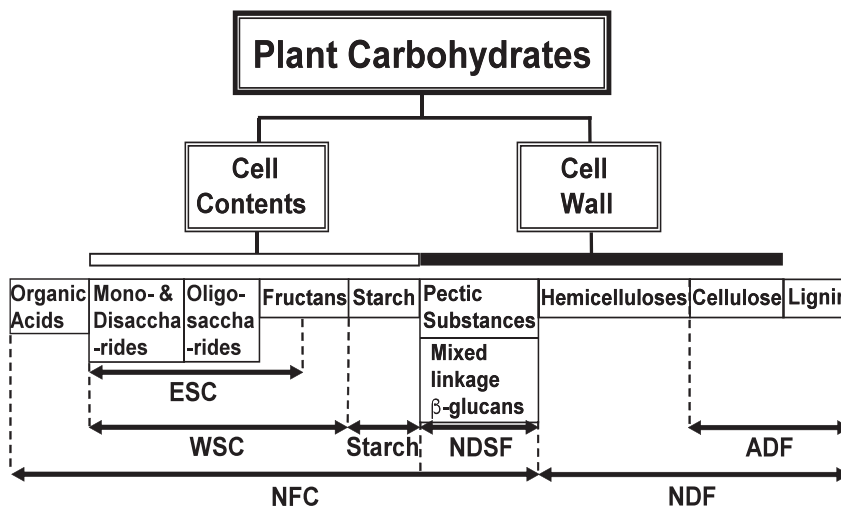 Plant Carbohydrates
Cell
Contents
Cell
Wall
Organic
Acids
Mono- &
Disaccha
-rides
Oligo-
saccha
-rides
Fructans
Starch
Pectic
Substances
Mixed
linkage
β-glucans
Hemicelluloses
Cellulose
Lignin
ESC
WSC
Starch
NDSF
ADF
NFC
NDF